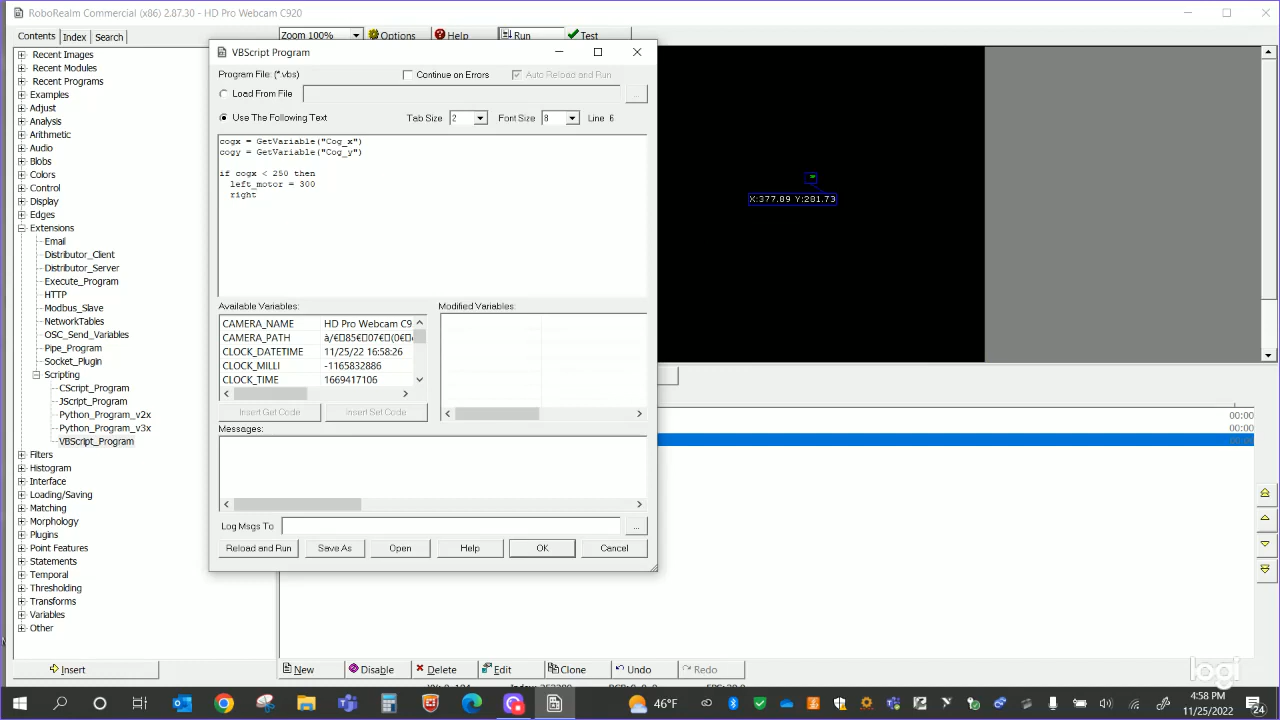 RoboRealm Commercial (x86) 2.87.30 - HD Pro Webcam C920
Contents Index Search
Zoom 100% Options Help Run Test
Recent Images
Recent Modules
Recent Programs
Examples
Adjust
Analysis
Arithmetic
Audio
Blobs
Colors
Control
Display
Edges
Extensions
Email
Distributor_Client
Distributor_Server
Execute_Program
HTTP
Modbus_Slave
NetworkTables
OSC_Send_Variables
Pipe_Program
Socket_Plugin
Scripting
CScript_Program
JScript_Program
Python_Program_v2x
Python_Program_v3x
VBScript_Program
Filters
Histogram
Interface
Loading/Saving
Matching
Morphology
Plugins
Point Features
Statements
Temporal
Thresholding
Transforms
Variables
Other
Insert
VBScript Program
Program File: (*.vbs) Continue on Errors Auto Reload and Run
Load From File ...
Use The Following Text Tab Size 2 Font Size 8 Line 6
cogx = GetVariable("Cog_x")
cogy = GetVariable("Cog_y")
if cogx < 250 then
left_motor = 300
right
Available Variables: Modified Variables:
CAMERA_NAME HD Pro Webcam C9
CLOCK_DATETIME 11/25/22 16:58:26
CLOCK_MILLI -1165832886
CLOCK_TIME 1669417106
Insert Get Code Insert Set Code
Messages:
Log Msgs To ...
Reload and Run Save As Open Help OK Cancel
X:377.89 Y:281.73
00:00
00:00
00:00
New Disable Delete Edit Clone Undo Redo
logi
46°F
4:58 PM
11/25/2022
24